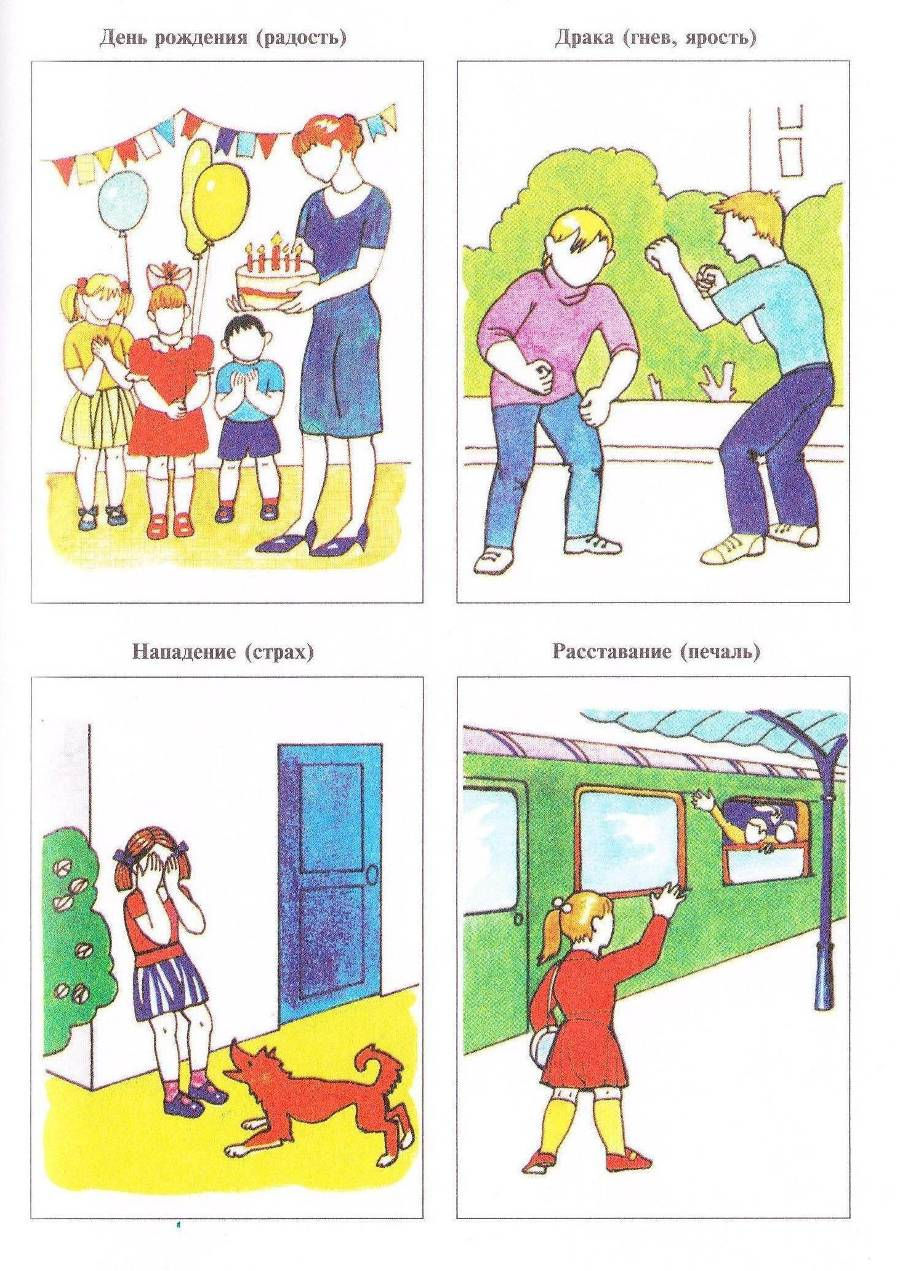 День рождения (радость)
Драка (гнев, ярость)
Нападение (страх)
Расставание (печаль)